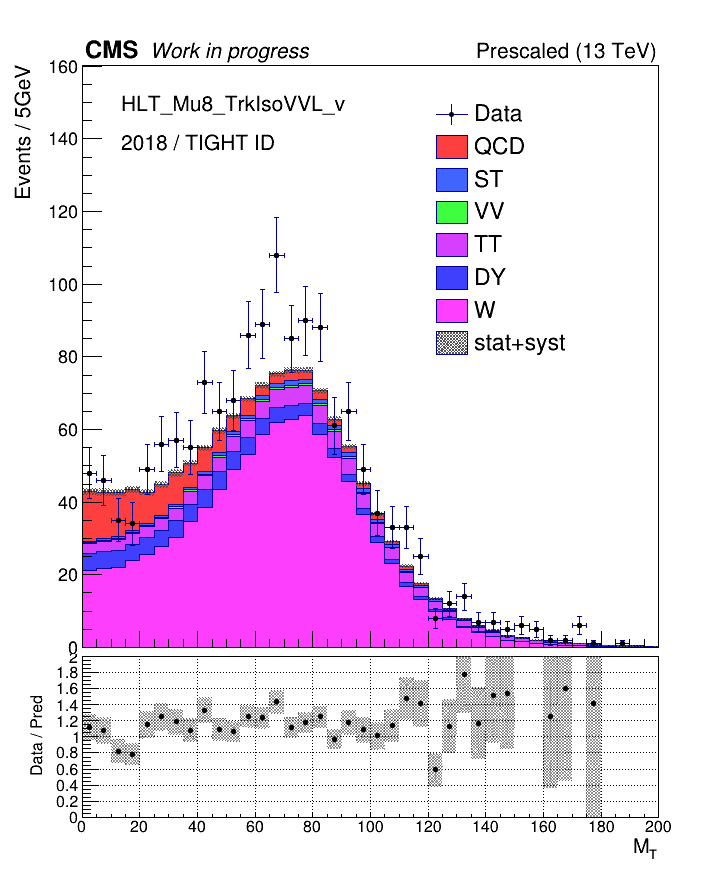 CMS Work in progress Prescaled (13 TeV)
Events / 5GeV
160
140
120
100
80
60
40
20
0
HLT_Mu8_TrkIsoVVL_v
2018 / TIGHT ID
Data
QCD
ST
VV
TT
DY
W
stat+syst
Data / Pred
2
1.8
1.6
1.4
1.2
1
0.8
0.6
0.4
0.2
0
0 20 40 60 80 100 120 140 160 180 200
M_T